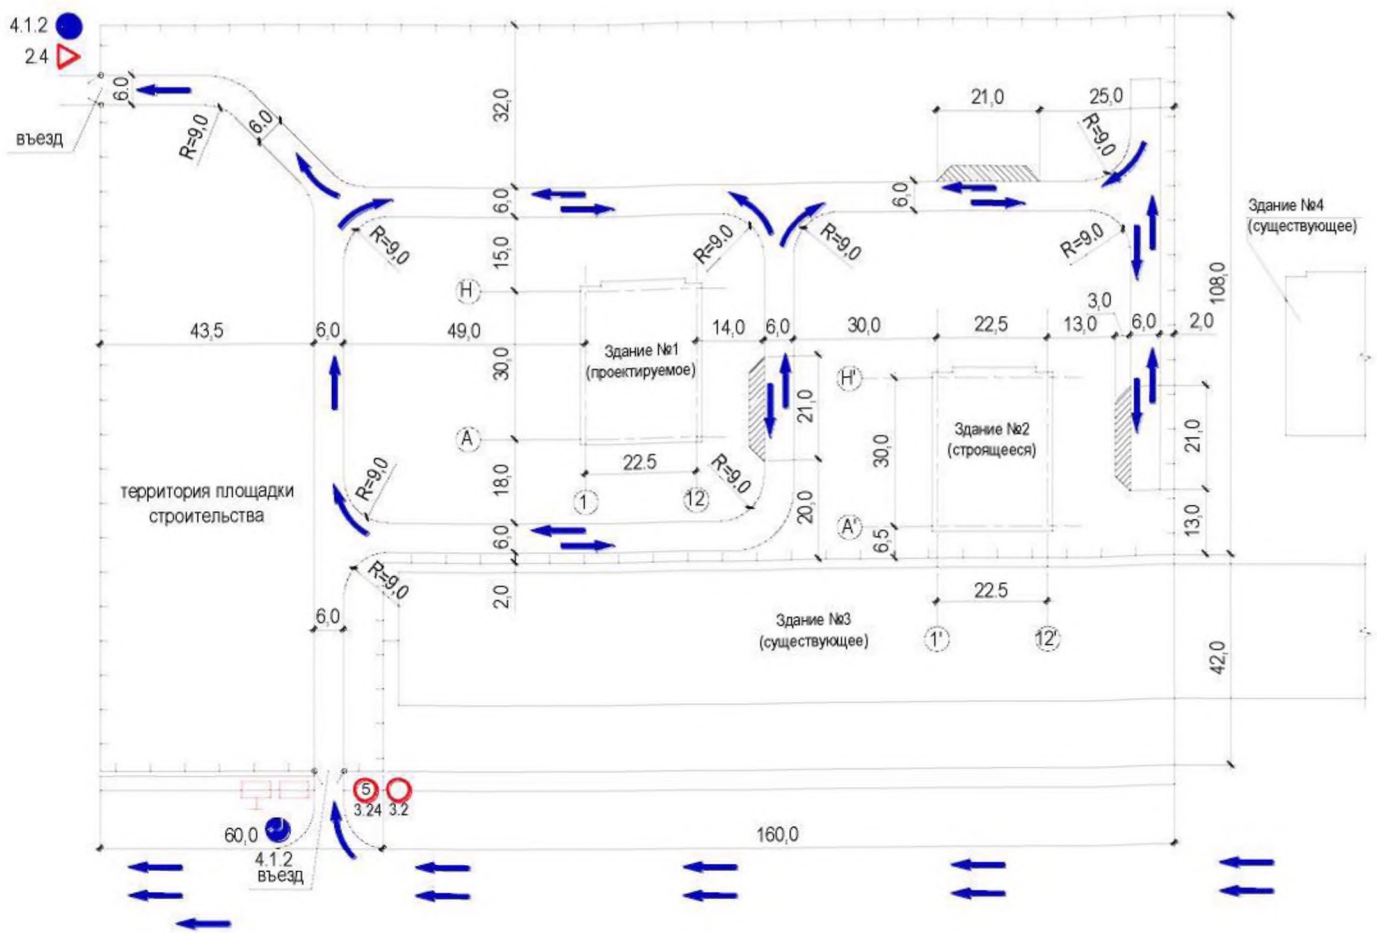 4.1.2
2.4
въезд
6.0
R=9,0
6,0
32,0
21,0
25,0
R=9,0
6,0
6,0
15,0
R=9,0
R=9,0
R=9,0
R=9,0
Здание №4
(существующее)
108,0
Н
43,5
6,0
49,0
14,0
6,0
30,0
22,5
13,0
3,0
6,0
2,0
30,0
Здание №1
(проектируемое)
21,0
Н'
Здание №2
(строящееся)
30,0
21,0
А
22.5
18,0
R=9,0
R=9,0
1
12
20,0
А'
6,5
13,0
территория площадки
строительства
6,0
R=9,0
2,0
6,0
Здание №3
(существующее)
22.5
1'
12'
42,0
5
3.24
3.2
60,0
4.1.2
въезд
160,0